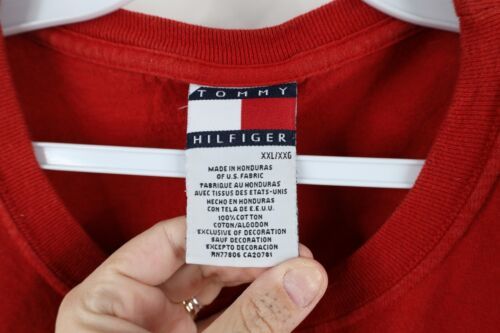 TOMMY
HILFIGER
XXL/XXG
MADE IN HONDURAS
OF U.S. FABRIC
FABRIQUE AU HONDURAS
AVEC TISSUS DES ETATS-UNIS
HECHO EN HONDURAS
CON TELA DE E.E.U.U.
100% COTTON
COTON/ALGODON
EXCLUSIVE OF DECORATION
SAUF DECORATION
EXCEPTO DECORACION
RN77806 CA20781